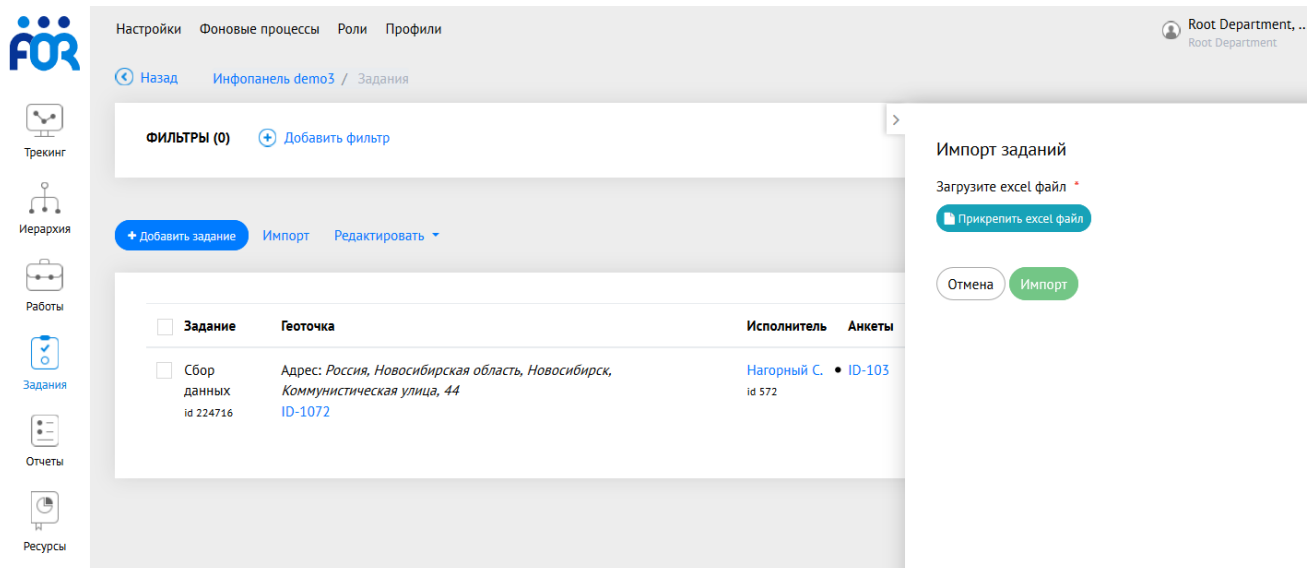 FOR
Настройки Фоновые процессы Роли Профили
Root Department, ..
Root Department
Назад Инфопанель demo3 / Задания
ФИЛЬТРЫ (0) + Добавить фильтр
+ Добавить задание Импорт Редактировать
Задание Геоточка Исполнитель Анкеты
Сбор Адрес: Россия, Новосибирская область, Новосибирск, Нагорный С. • ID-103
данных Коммунистическая улица, 44 id 572
id 224716 ID-1072
Трекинг
Иерархия
Работы
Задания
Отчеты
Ресурсы
Импорт заданий
Загрузите excel файл *
Прикрепить excel файл
Отмена Импорт